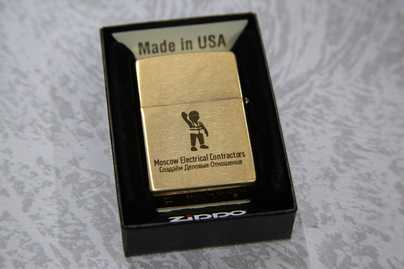 Made in USA
Moscow Electrical Contractors
Создаём Деловые Отношения
ZIPPO